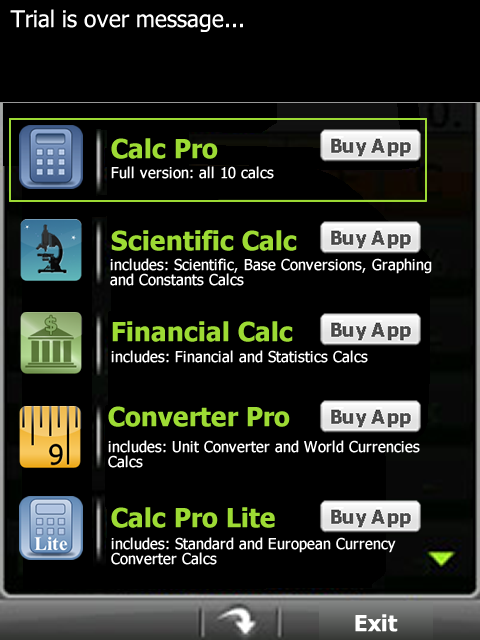 Trial is over message...
0.
Calc Pro
Buy App
Full version: all 10 calcs
Scientific Calc
Buy App
includes: Scientific, Base Conversions, Graphing
and Constants Calcs
Financial Calc
Buy App
includes: Financial and Statistics Calcs
9
Converter Pro
Buy App
includes: Unit Converter and World Currencies
Calcs
Lite
Calc Pro Lite
Buy App
includes: Standard and European Currency
Converter Calcs
Exit